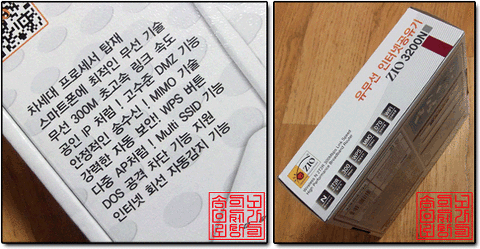 차세대 프로세서 탑재
스마트폰에 최적인 무선 기술
무선 300M 초고속 링크 속도
공인 IP 처럼! 고수준 DMZ 기능
안정적인 송수신! MIMO 기술
강력한 자동 보안! WPS 버튼
다중 AP처럼! Multi SSID 기능
DOS 공격 차단 기능 지원
인터넷 회선 자동감지 기능
유무선 인터넷공유기
ZIO 3200N
ZIO